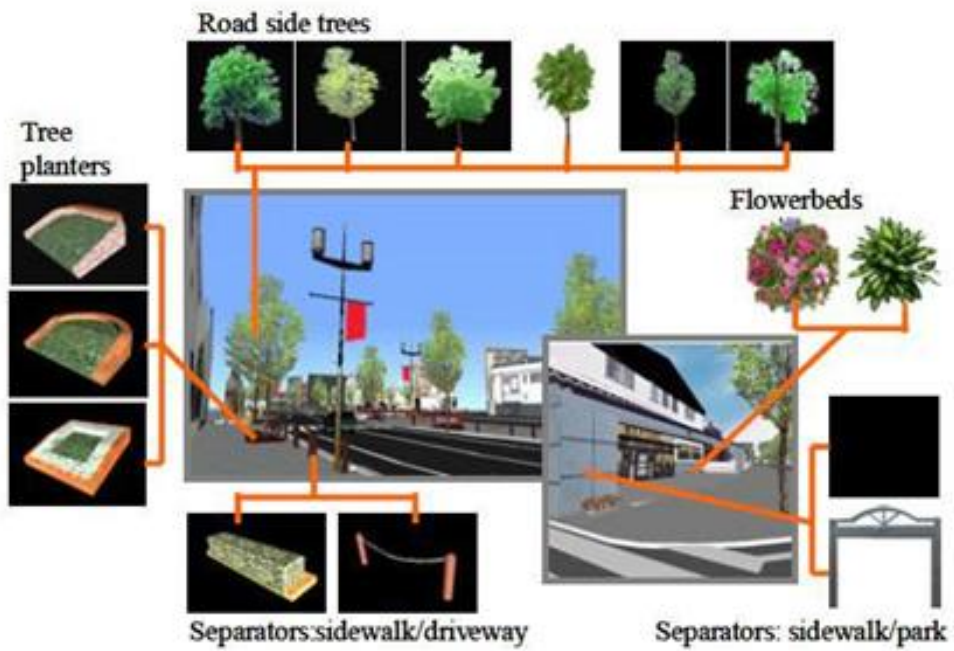 Road side trees
Tree
planters
Flowerbeds
Separators:sidewalk/driveway
Separators: sidewalk/park